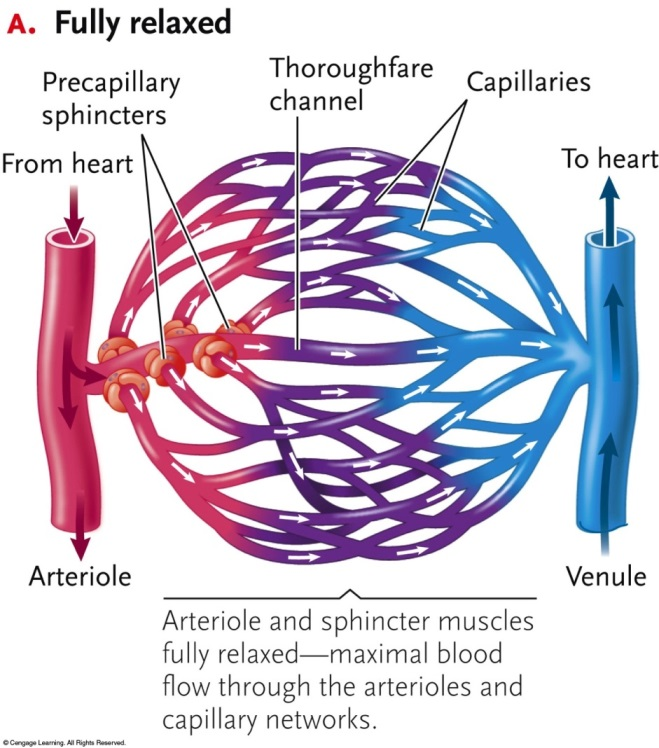 A. Fully relaxed
Precapillary
sphincters
Thoroughfare
channel
Capillaries
From heart
To heart
Arteriole
Venule
Arteriole and sphincter muscles
fully relaxed—maximal blood
flow through the arterioles and
capillary networks.
© Cengage Learning. All Rights Reserved.